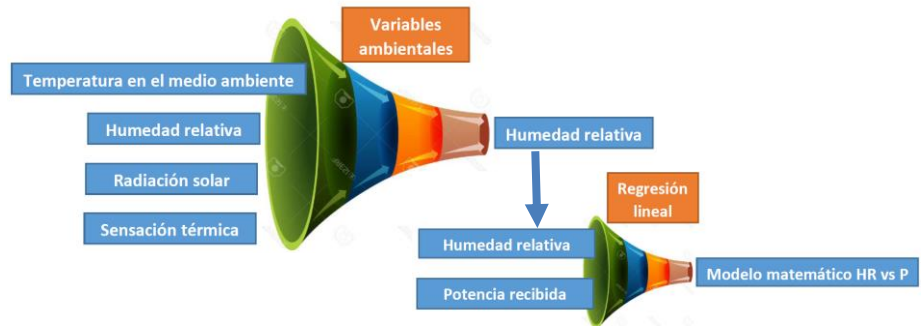 Variables
ambientales
Temperatura en el medio ambiente
Humedad relativa
Radiación solar
Sensación térmica
Humedad relativa
Regresión
lineal
Humedad relativa
Potencia recibida
Modelo matemático HR vs P